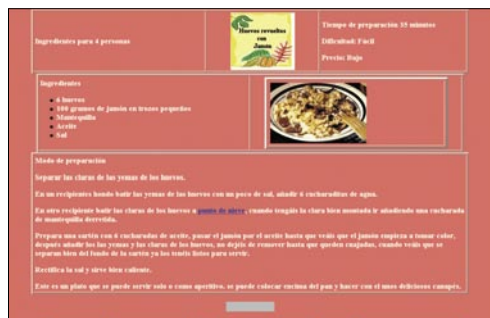 Ingredientes para 4 personas
Huevos revueltos
con
Jamón
Tiempo de preparación 35 minutos
Dificultad: Fácil
Precio: Bajo
Ingredientes
6 huevos
100 gramos de jamón en trozos pequeños
Mantequilla
Aceite
Sal
Modo de preparación
Separar las claras de las yemas de los huevos.
En un recipientes hondo batir las yemas de los huevos con un poco de sal, añadir 6 cucharaditas de agua.
En otro recipiente batir las claras de los huevos a punto de nieve, cuando tengáis la clara bien montada ir añadiendo una cucharada
de mantequilla derretida.
Prepara una sartén con 6 cucharadas de aceite, pasar el jamón por el aceite hasta que veáis que el jamón empieza a tomar color,
después añadir los las yemas y las claras de los huevos, no dejéis de remover hasta que queden cuajadas, cuando veáis que se
separan bien del fondo de la sartén ya los tenéis listos para servir.
Rectifica la sal y sirve bien caliente.
Este es un plato que se puede servir solo o como aperitivo, se puede colocar encima del pan y hacer con el unos deliciosos canapés.